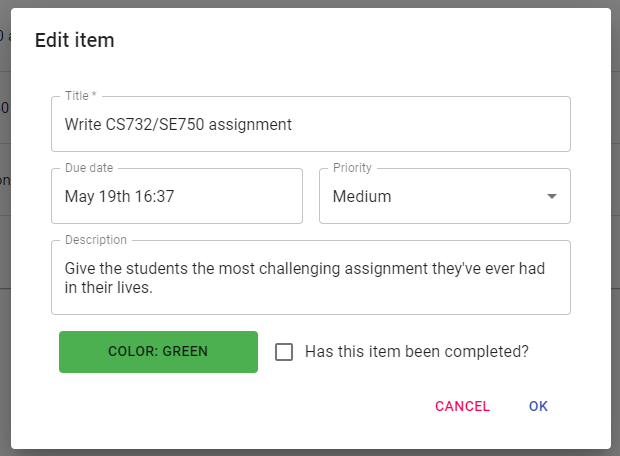 Edit item
Title *
Write CS732/SE750 assignment
Due date
Priority
May 19th 16:37
Medium
Description
Give the students the most challenging assignment they've ever had
in their lives.
COLOR: GREEN
Has this item been completed?
CANCEL
OK